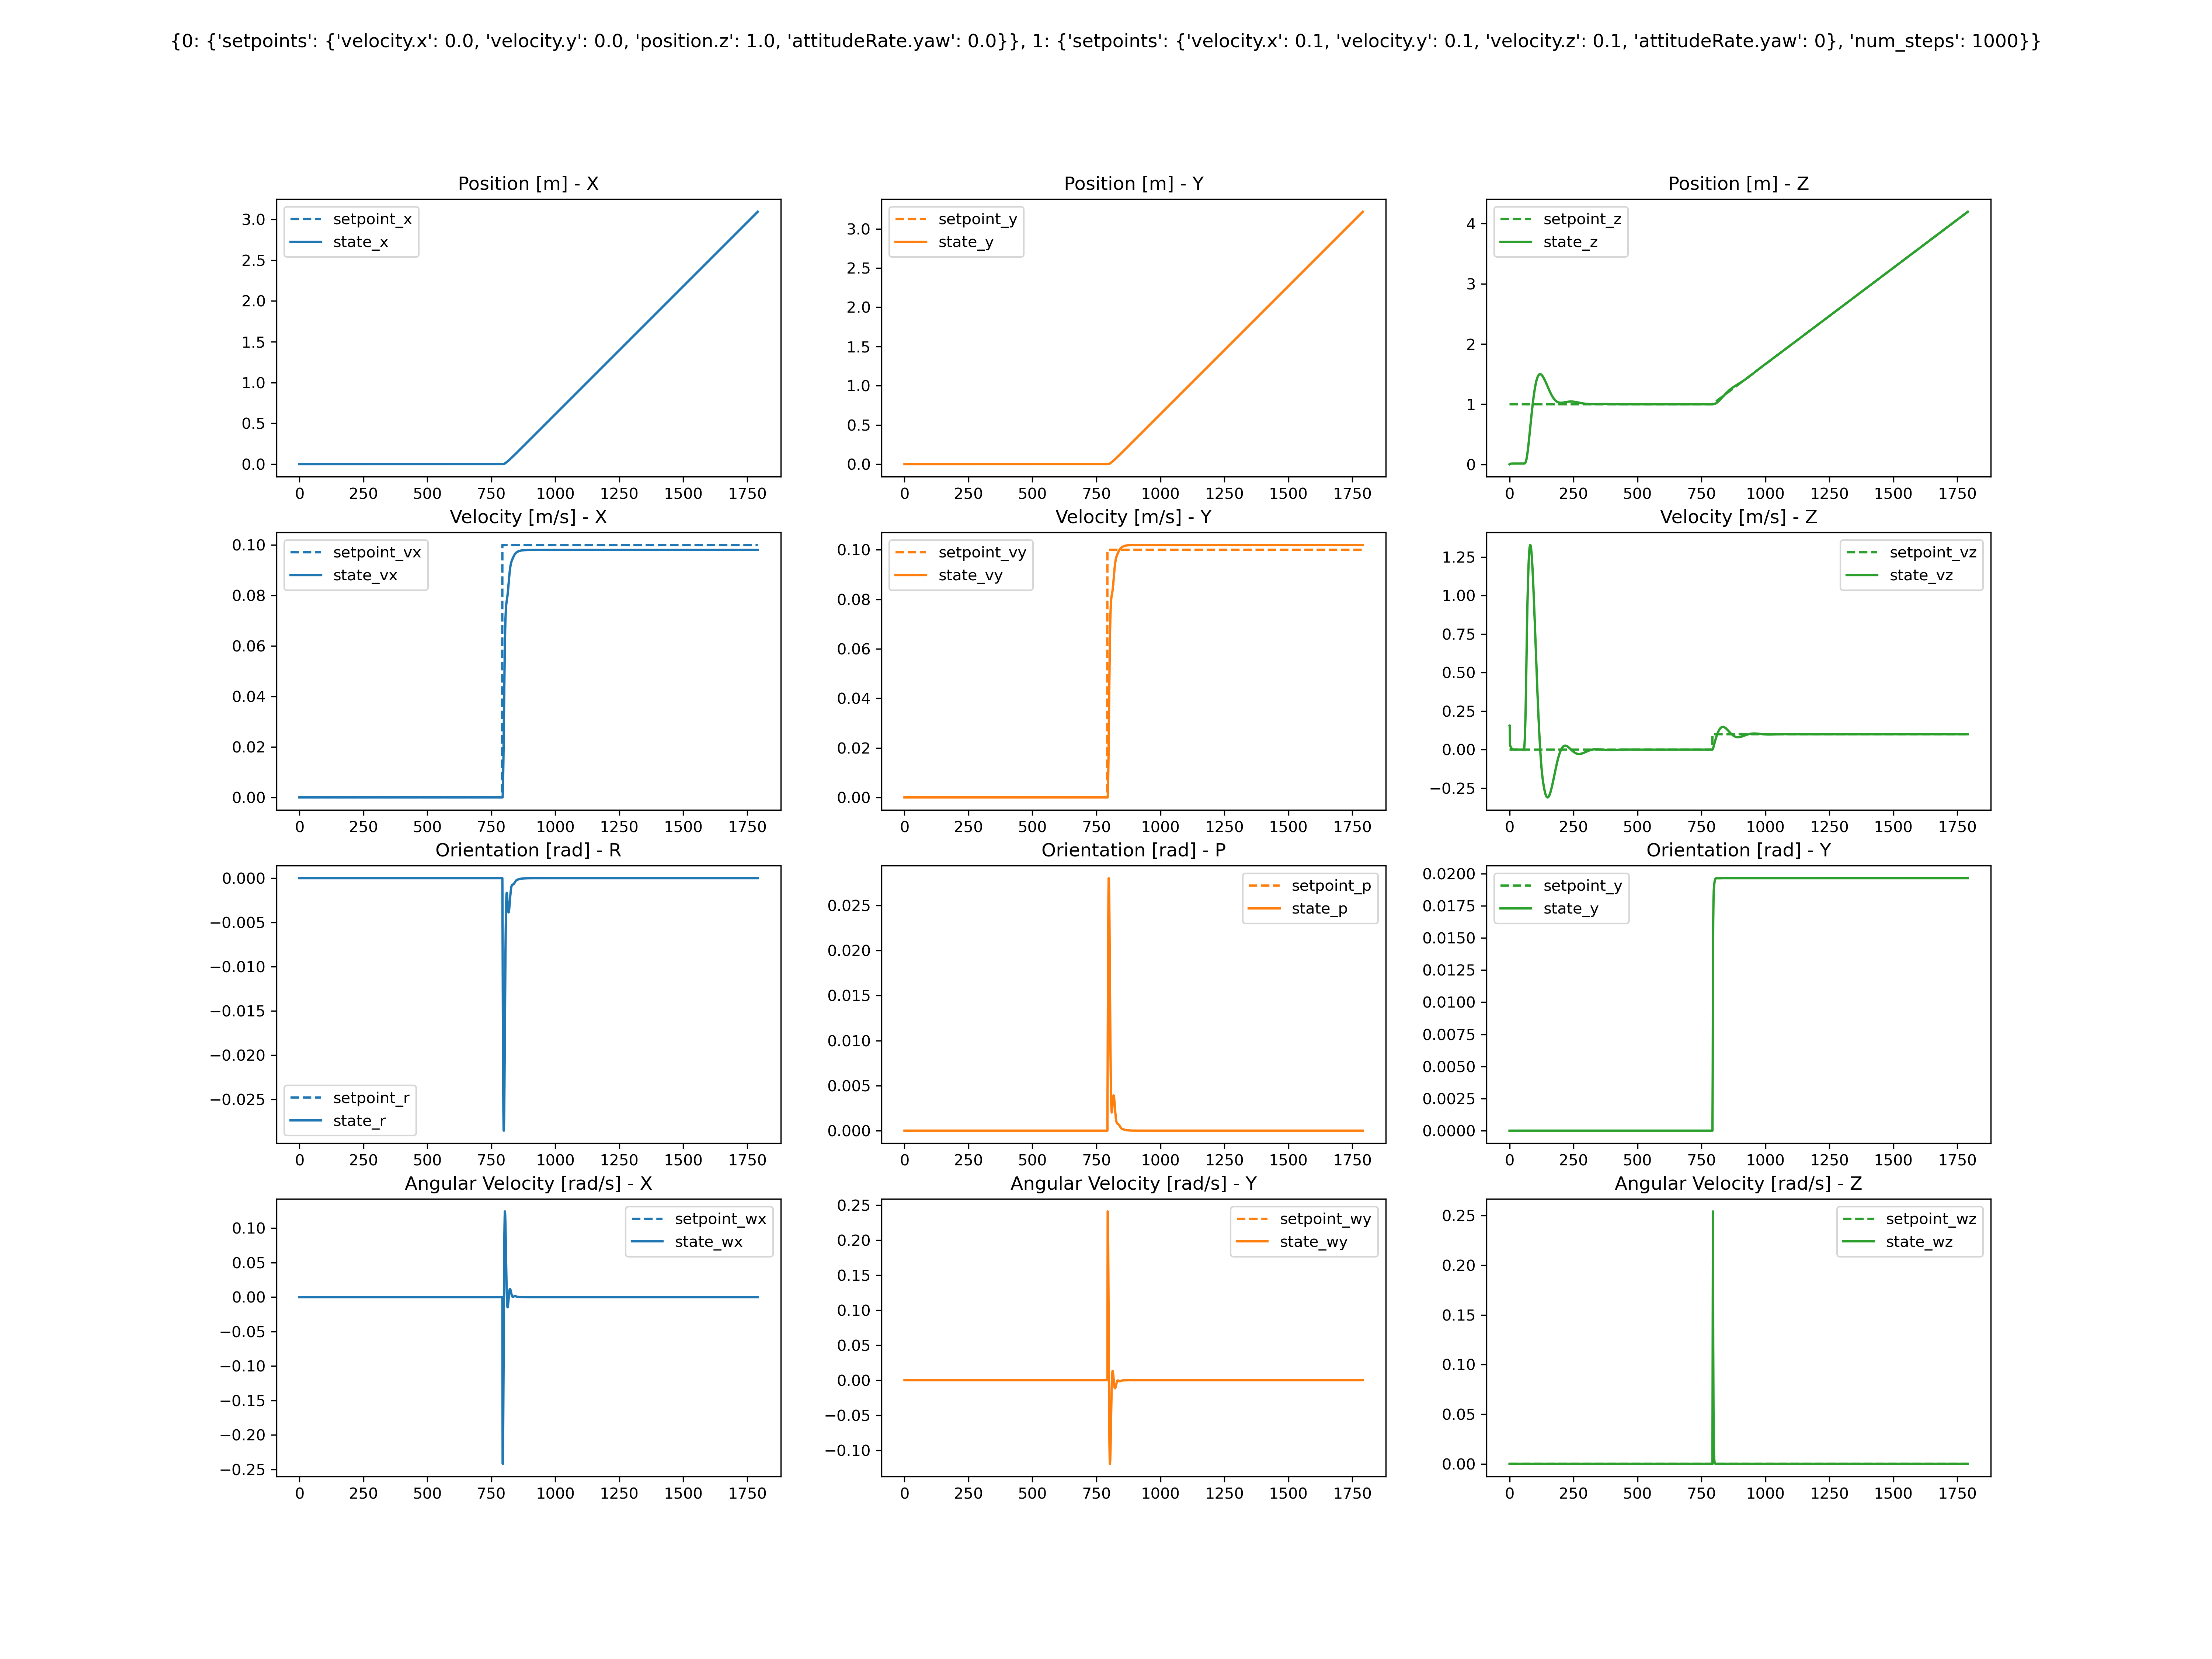 {0: {'setpoints': {'velocity.x': 0.0, 'velocity.y': 0.0, 'position.z': 1.0, 'attitudeRate.yaw': 0.0}}, 1: {'setpoints': {'velocity.x': 0.1, 'velocity.y': 0.1, 'velocity.z': 0.1, 'attitudeRate.yaw': 0}, 'num_steps': 1000}}
Position [m] - X
setpoint_x
state_x
3.0
2.5
2.0
1.5
1.0
0.5
0.0
0 250 500 750 1000 1250 1500 1750
Position [m] - Y
setpoint_y
state_y
3.0
2.5
2.0
1.5
1.0
0.5
0.0
0 250 500 750 1000 1250 1500 1750
Position [m] - Z
setpoint_z
state_z
4
3
2
1
0
0 250 500 750 1000 1250 1500 1750
Velocity [m/s] - X
setpoint_vx
state_vx
0.10
0.08
0.06
0.04
0.02
0.00
0 250 500 750 1000 1250 1500 1750
Velocity [m/s] - Y
setpoint_vy
state_vy
0.10
0.08
0.06
0.04
0.02
0.00
0 250 500 750 1000 1250 1500 1750
Velocity [m/s] - Z
setpoint_vz
state_vz
1.25
1.00
0.75
0.50
0.25
0.00
−0.25
0 250 500 750 1000 1250 1500 1750
Orientation [rad] - R
0.000
−0.005
−0.010
−0.015
−0.020
−0.025
setpoint_r
state_r
0 250 500 750 1000 1250 1500 1750
Orientation [rad] - P
setpoint_p
state_p
0.025
0.020
0.015
0.010
0.005
0.000
0 250 500 750 1000 1250 1500 1750
Orientation [rad] - Y
setpoint_y
state_y
0.0200
0.0175
0.0150
0.0125
0.0100
0.0075
0.0050
0.0025
0.0000
0 250 500 750 1000 1250 1500 1750
Angular Velocity [rad/s] - X
setpoint_wx
state_wx
0.10
0.05
0.00
−0.05
−0.10
−0.15
−0.20
−0.25
0 250 500 750 1000 1250 1500 1750
Angular Velocity [rad/s] - Y
setpoint_wy
state_wy
0.25
0.20
0.15
0.10
0.05
0.00
−0.05
−0.10
0 250 500 750 1000 1250 1500 1750
Angular Velocity [rad/s] - Z
setpoint_wz
state_wz
0.25
0.20
0.15
0.10
0.05
0.00
0 250 500 750 1000 1250 1500 1750